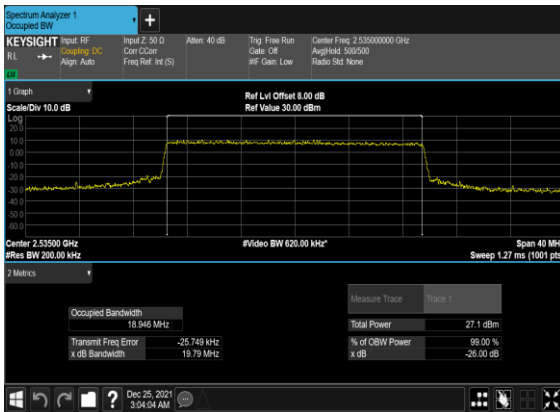 Spectrum Analyzer 1
Occupied BW
+
KEYSIGHT Input: RF Input Z: 50 Ω Atten: 40 dB Trig: Free Run Center Freq: 2.535000000 GHz
RL Coupling: DC Corr CCorr Gate: Off Avg|Hold: 500/500
Align: Auto Freq Ref: Int (S) #IF Gain: Low Radio Std: None
1 Graph
Ref Lvl Offset 8.00 dB
Scale/Div 10.0 dB Ref Value 30.00 dBm
Log
20.0
10.0
0.00
-10.0
-20.0
-30.0
-40.0
-50.0
-60.0
Center 2.53500 GHz #Video BW 620.00 kHz* Span 40 MH
#Res BW 200.00 kHz Sweep 1.27 ms (1001 pts
2 Metrics
Measure Trace Trace 1
Occupied Bandwidth
18.946 MHz Total Power 27.1 dBm
Transmit Freq Error -25.749 kHz % of OBW Power 99.00 %
x dB Bandwidth 19.79 MHz x dB -26.00 dB
? Dec 25, 2021
3:04:04 AM